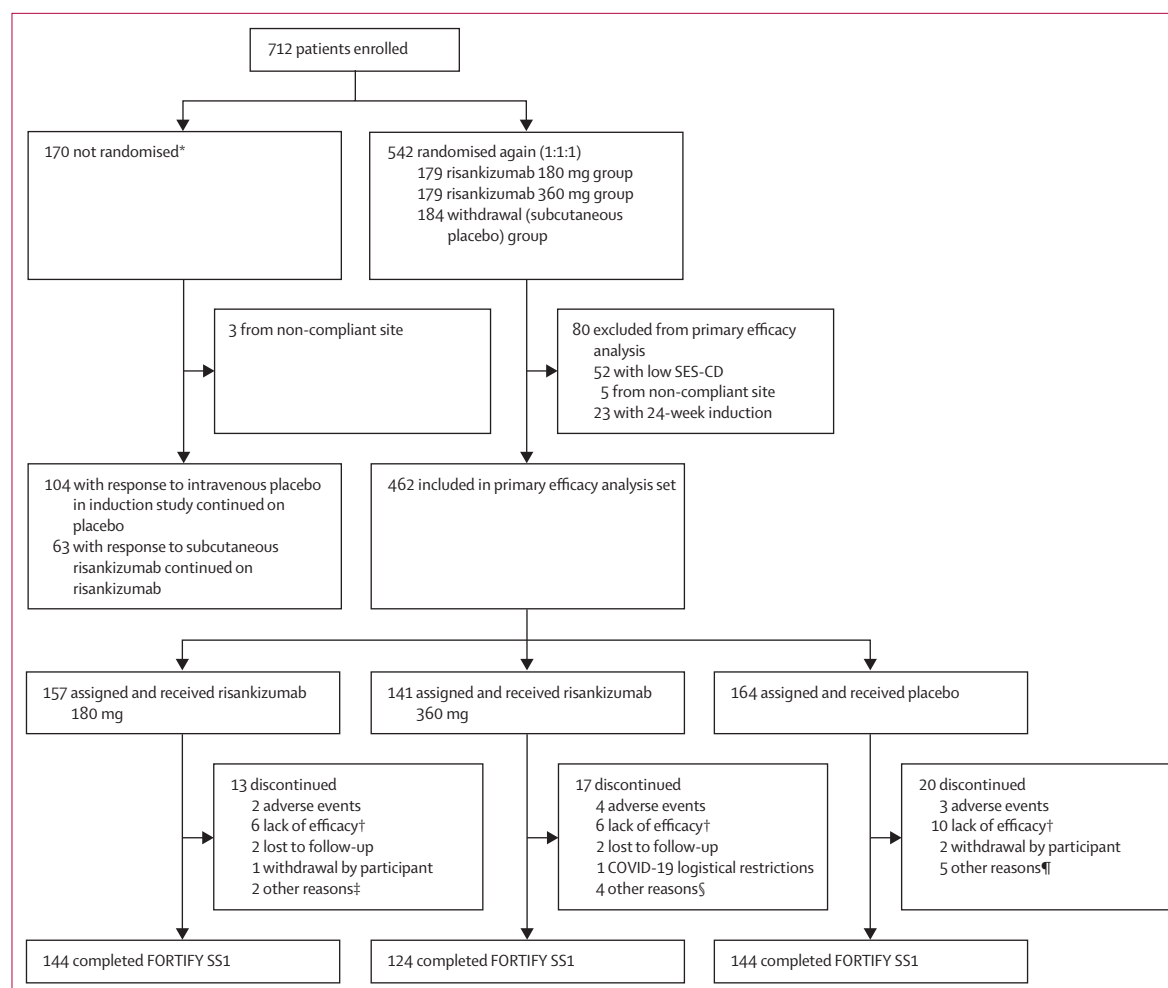 712 patients enrolled
170 not randomised*
542 randomised again (1:1:1)
179 risankizumab 180 mg group
179 risankizumab 360 mg group
184 withdrawal (subcutaneous
placebo) group
3 from non-compliant site
80 excluded from primary efficacy
analysis
52 with low SES-CD
5 from non-compliant site
23 with 24-week induction
104 with response to intravenous placebo
in induction study continued on
placebo
63 with response to subcutaneous
risankizumab continued on
risankizumab
462 included in primary efficacy analysis set
157 assigned and received risankizumab
180 mg
141 assigned and received risankizumab
360 mg
164 assigned and received placebo
13 discontinued
2 adverse events
6 lack of efficacy†
2 lost to follow-up
1 withdrawal by participant
2 other reasons‡
17 discontinued
4 adverse events
6 lack of efficacy†
2 lost to follow-up
1 COVID-19 logistical restrictions
4 other reasons§
20 discontinued
3 adverse events
10 lack of efficacy†
2 withdrawal by participant
5 other reasons¶
144 completed FORTIFY SS1
124 completed FORTIFY SS1
144 completed FORTIFY SS1